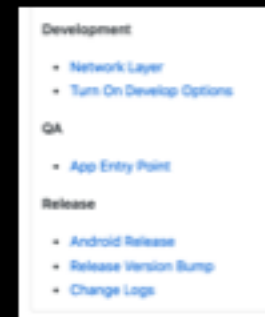 Development
Network Layer
Turn On Develop Options
QA
App Entry Point
Release
Android Release
Release Version Bump
Change Logs